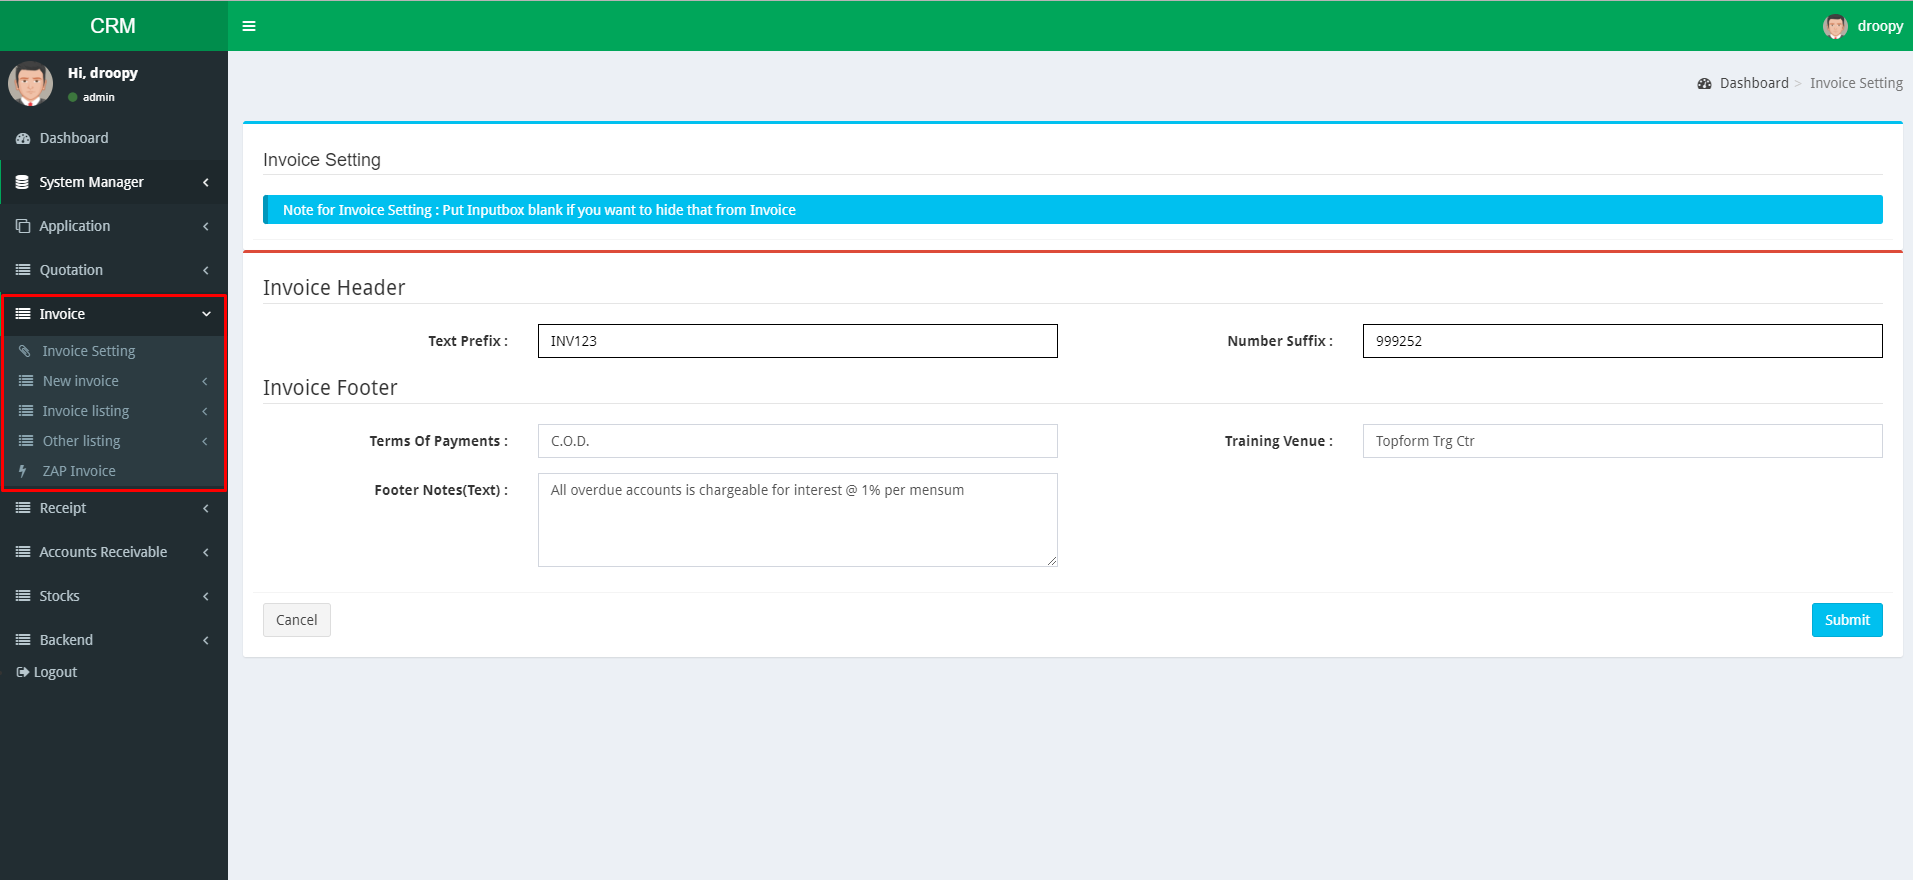 CRM
droopy
Hi, droopy
admin
Dashboard > Invoice Setting
Dashboard
System Manager
Application
Quotation
Invoice
Invoice Setting
New invoice
Invoice listing
Other listing
ZAP Invoice
Receipt
Accounts Receivable
Stocks
Backend
Logout
Invoice Setting
Note for Invoice Setting : Put Inputbox blank if you want to hide that from Invoice
Invoice Header
Text Prefix : INV123
Number Suffix : 999252
Invoice Footer
Terms Of Payments : C.O.D.
Training Venue : Topform Trg Ctr
Footer Notes(Text) : All overdue accounts is chargeable for interest @ 1% per mensum
Cancel
Submit